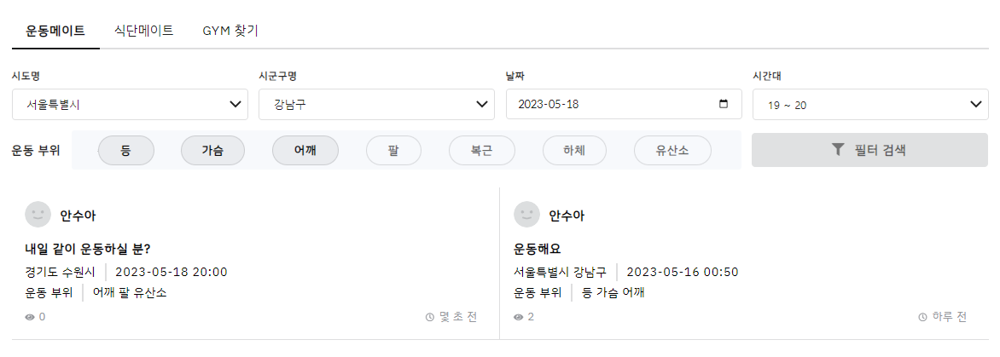 운동메이트 식단메이트 GYM 찾기
시도명 시군구명 날짜 시간대
서울특별시 강남구 2023-05-18 19 ~ 20
운동 부위 등 가슴 어깨 팔 복근 하체 유산소 필터 검색
안수아
내일 같이 운동하실 분?
경기도 수원시 2023-05-18 20:00
운동 부위 어깨 팔 유산소
0 몇 초 전
안수아
운동해요
서울특별시 강남구 2023-05-16 00:50
운동 부위 등 가슴 어깨
2 하루 전